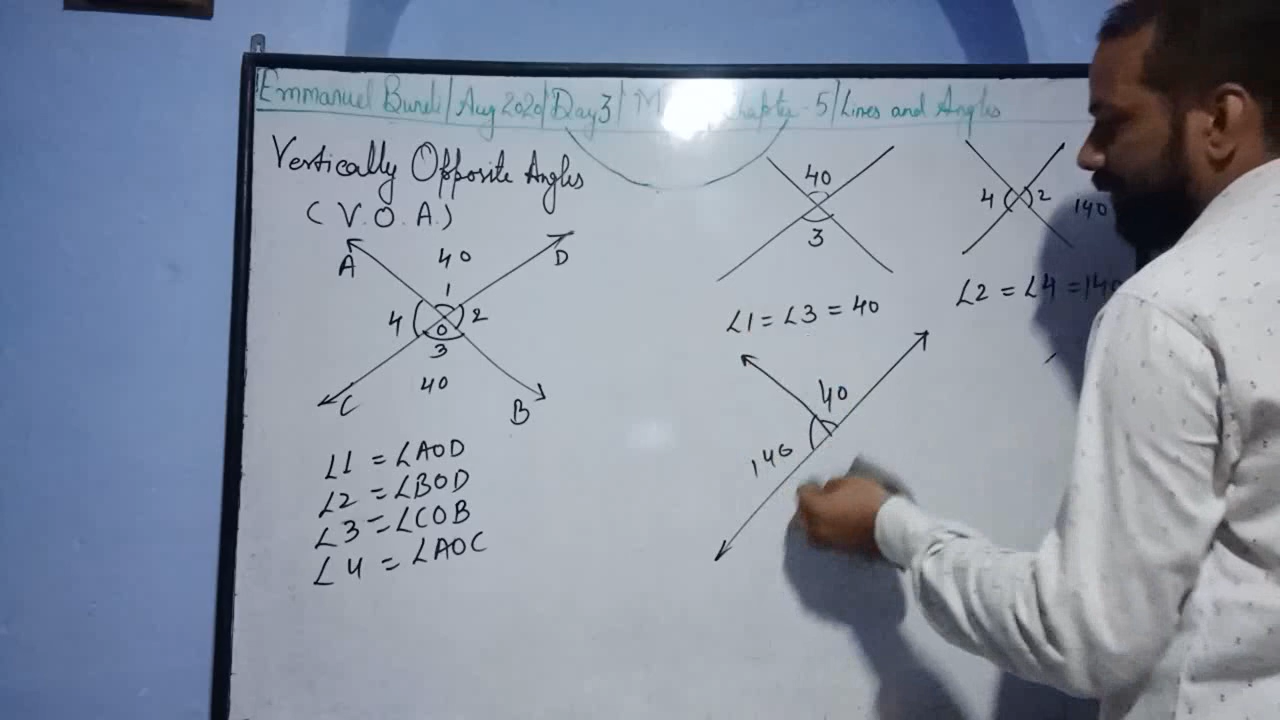 Emmanuel Bureli/Aug 2020/Day 3/ M Chapter-5/Lines and Angles
Vertically Opposite Angles
(V.O.A.)
A
40
D
1
4
2
O
3
40
C
B
∠1 = ∠AOD
∠2 = ∠BOD
∠3 = ∠COB
∠4 = ∠AOC
40
3
∠1 = ∠3 = 40
4
2
140
∠2 = ∠4 = 140
40
140